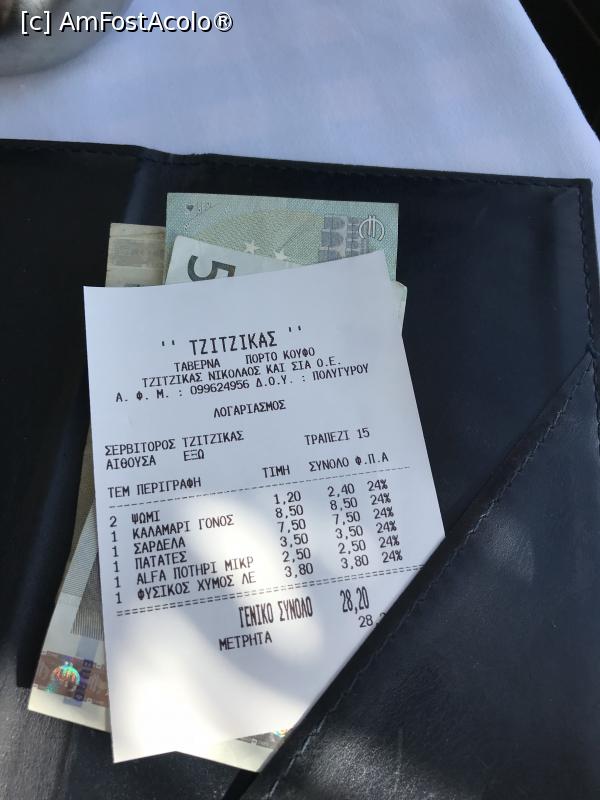 [c] AmFostAcolo®
5
'' ΤΖΙΤΖΙΚΑΣ ''
ΤΑΒΕΡΝΑ ΠΟΡΤΟ ΚΟΥΦΟ
ΤΖΙΤΖΙΚΑΣ ΝΙΚΟΛΑΟΣ ΚΑΙ ΣΙΑ Ο.Ε.
Α. Φ. Μ. : 099624956 Δ.Ο.Υ. : ΠΟΛΥΓΥΡΟΥ
ΛΟΓΑΡΙΑΣΜΟΣ
ΣΕΡΒΙΤΟΡΟΣ ΤΖΙΤΖΙΚΑΣ ΤΡΑΠΕΖΙ 15
ΑΙΘΟΥΣΑ ΕΞΩ
ΤΕΜ ΠΕΡΙΓΡΑΦΗ ΤΙΜΗ ΣΥΝΟΛΟ Φ.Π.Α
2 ΨΩΜΙ 1,20 2,40 24%
1 ΚΑΛΑΜΑΡΙ ΓΟΝΟΣ 8,50 8,50 24%
1 ΣΑΡΔΕΛΑ 7,50 7,50 24%
1 ΠΑΤΑΤΕΣ 3,50 3,50 24%
1 ALFA ΠΟΤΗΡΙ ΜΙΚΡ 2,50 2,50 24%
1 ΦΥΣΙΚΟΣ ΧΥΜΟΣ ΛΕ 3,80 3,80 24%
ΓΕΝΙΚΟ ΣΥΝΟΛΟ 28,20
ΜΕΤΡΗΤΑ 28,2